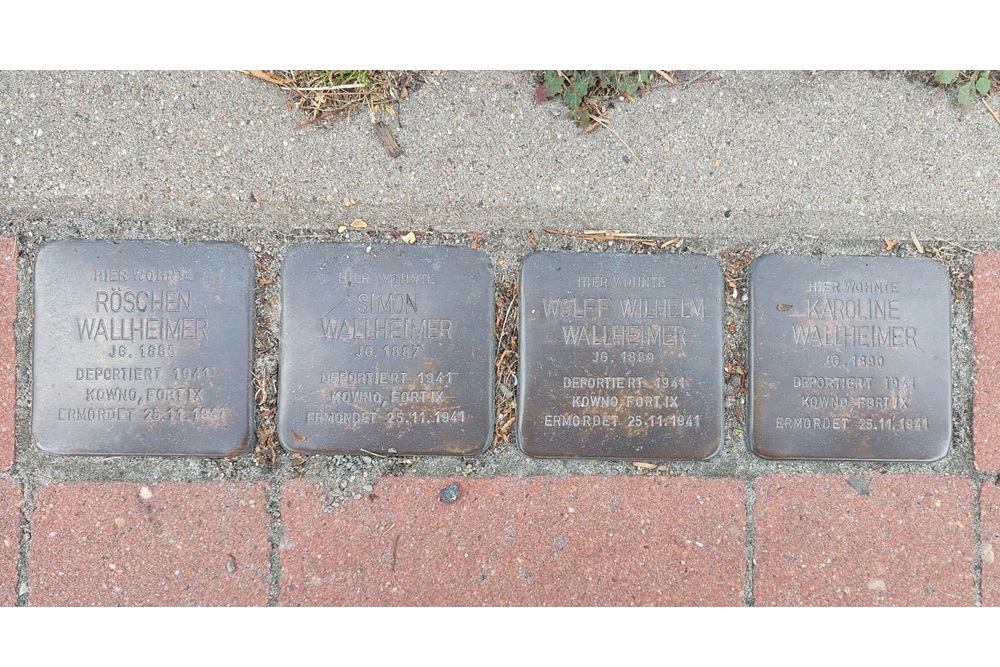 HIER WOHNTE
RÖSCHEN
WALLHEIMER
JG. 1885
DEPORTIERT 1941
KOWNO, FORT IX
ERMORDET 25.11.1941
HIER WOHNTE
SIMON
WALLHEIMER
JG. 1887
DEPORTIERT 1941
KOWNO, FORT IX
ERMORDET 25.11.1941
HIER WOHNTE
WOLFF WILHELM
WALLHEIMER
JG. 1889
DEPORTIERT 1941
KOWNO, FORT IX
ERMORDET 25.11.1941
HIER WOHNTE
KAROLINE
WALLHEIMER
JG. 1890
DEPORTIERT 1941
KOWNO, FORT IX
ERMORDET 25.11.1941